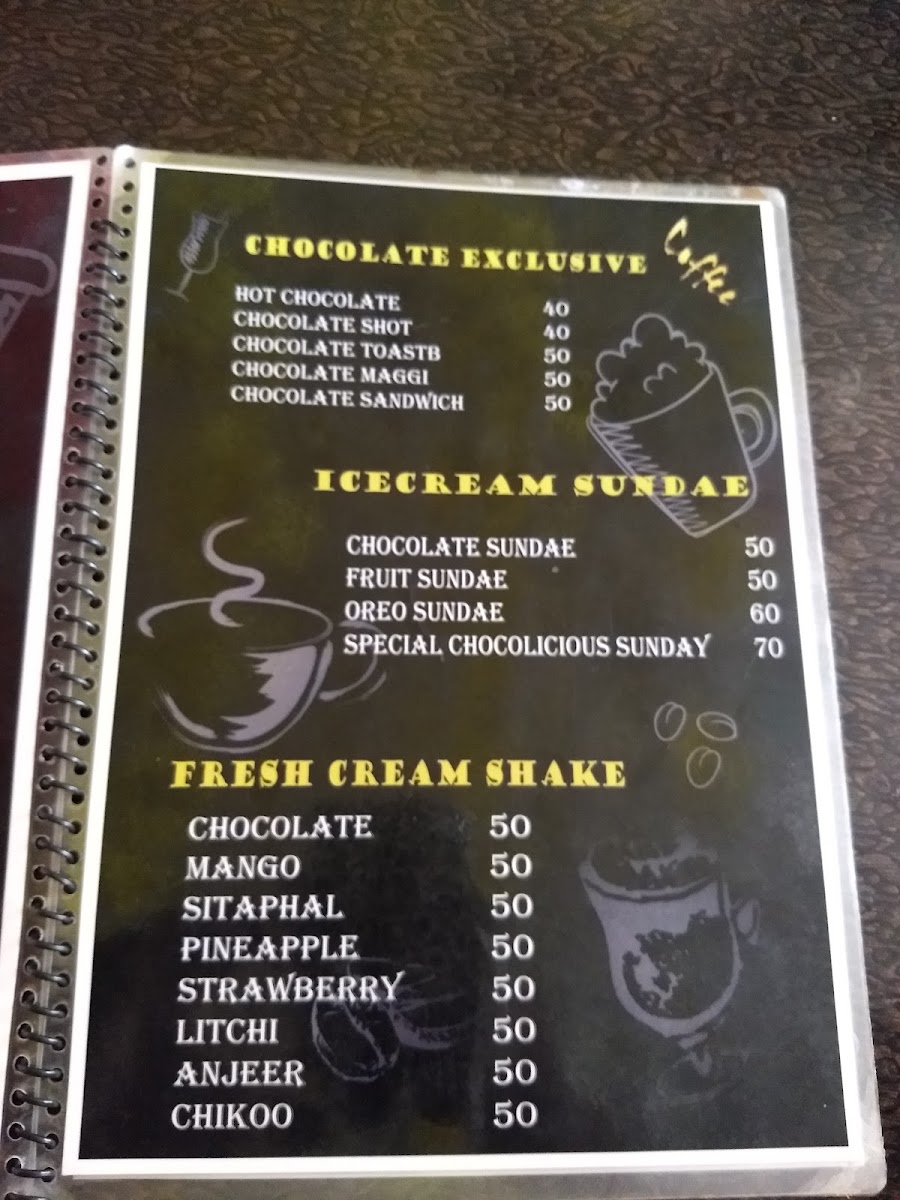 CHOCOLATE EXCLUSIVE
Coffee
HOT CHOCOLATE 40
CHOCOLATE SHOT 40
CHOCOLATE TOASTB 50
CHOCOLATE MAGGI 50
CHOCOLATE SANDWICH 50
ICECREAM SUNDAE
CHOCOLATE SUNDAE 50
FRUIT SUNDAE 50
OREO SUNDAE 60
SPECIAL CHOCOLICIOUS SUNDAY 70
FRESH CREAM SHAKE
CHOCOLATE 50
MANGO 50
SITAPHAL 50
PINEAPPLE 50
STRAWBERRY 50
LITCHI 50
ANJEER 50
CHIKOO 50